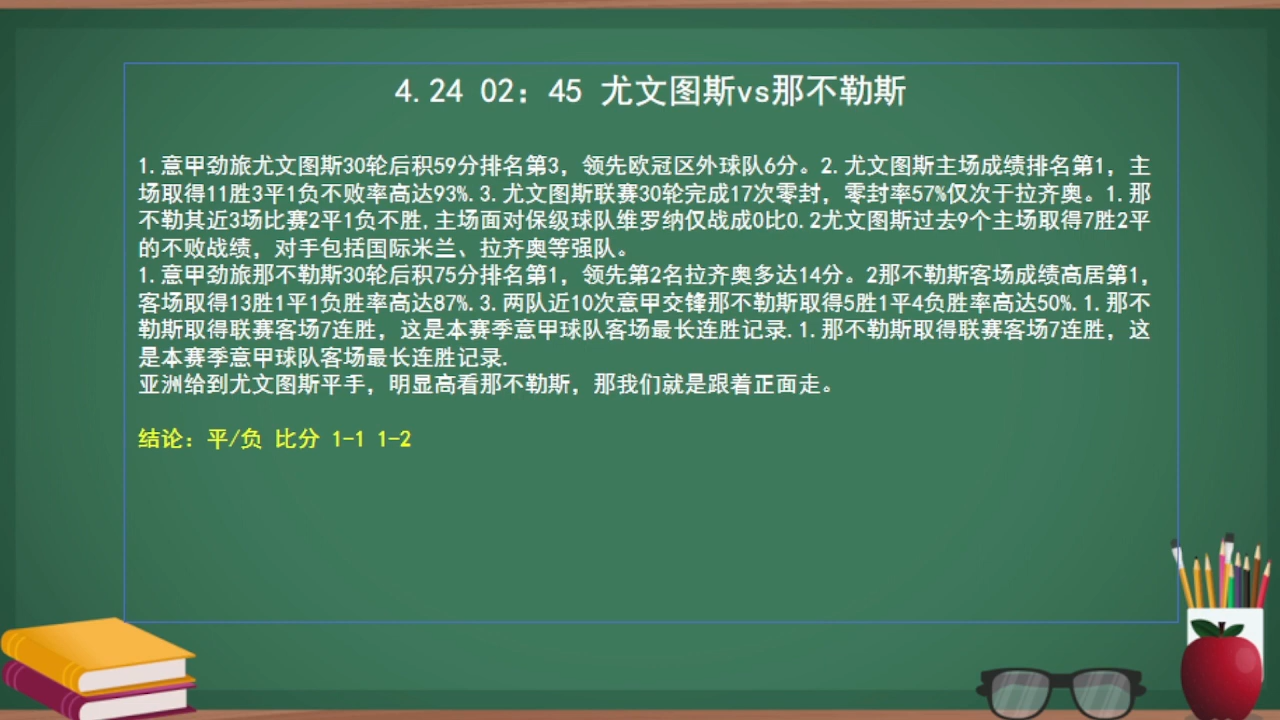 4.24 02：45 尤文图斯vs那不勒斯
1.意甲劲旅尤文图斯30轮后积59分排名第3，领先欧冠区外球队6分。2.尤文图斯主场成绩排名第1，主
场取得11胜3平1负不败率高达93%.3.尤文图斯联赛30轮完成17次零封，零封率57%仅次于拉齐奥。1.那
不勒其近3场比赛2平1负不胜,主场面对保级球队维罗纳仅战成0比0.2尤文图斯过去9个主场取得7胜2平
的不败战绩，对手包括国际米兰、拉齐奥等强队。
1.意甲劲旅那不勒斯30轮后积75分排名第1，领先第2名拉齐奥多达14分。2那不勒斯客场成绩高居第1，
客场取得13胜1平1负胜率高达87%.3.两队近10次意甲交锋那不勒斯取得5胜1平4负胜率高达50%.1.那不
勒斯取得联赛客场7连胜，这是本赛季意甲球队客场最长连胜记录.1.那不勒斯取得联赛客场7连胜，这
是本赛季意甲球队客场最长连胜记录.
亚洲给到尤文图斯平手，明显高看那不勒斯，那我们就是跟着正面走。
结论：平/负 比分 1-1 1-2